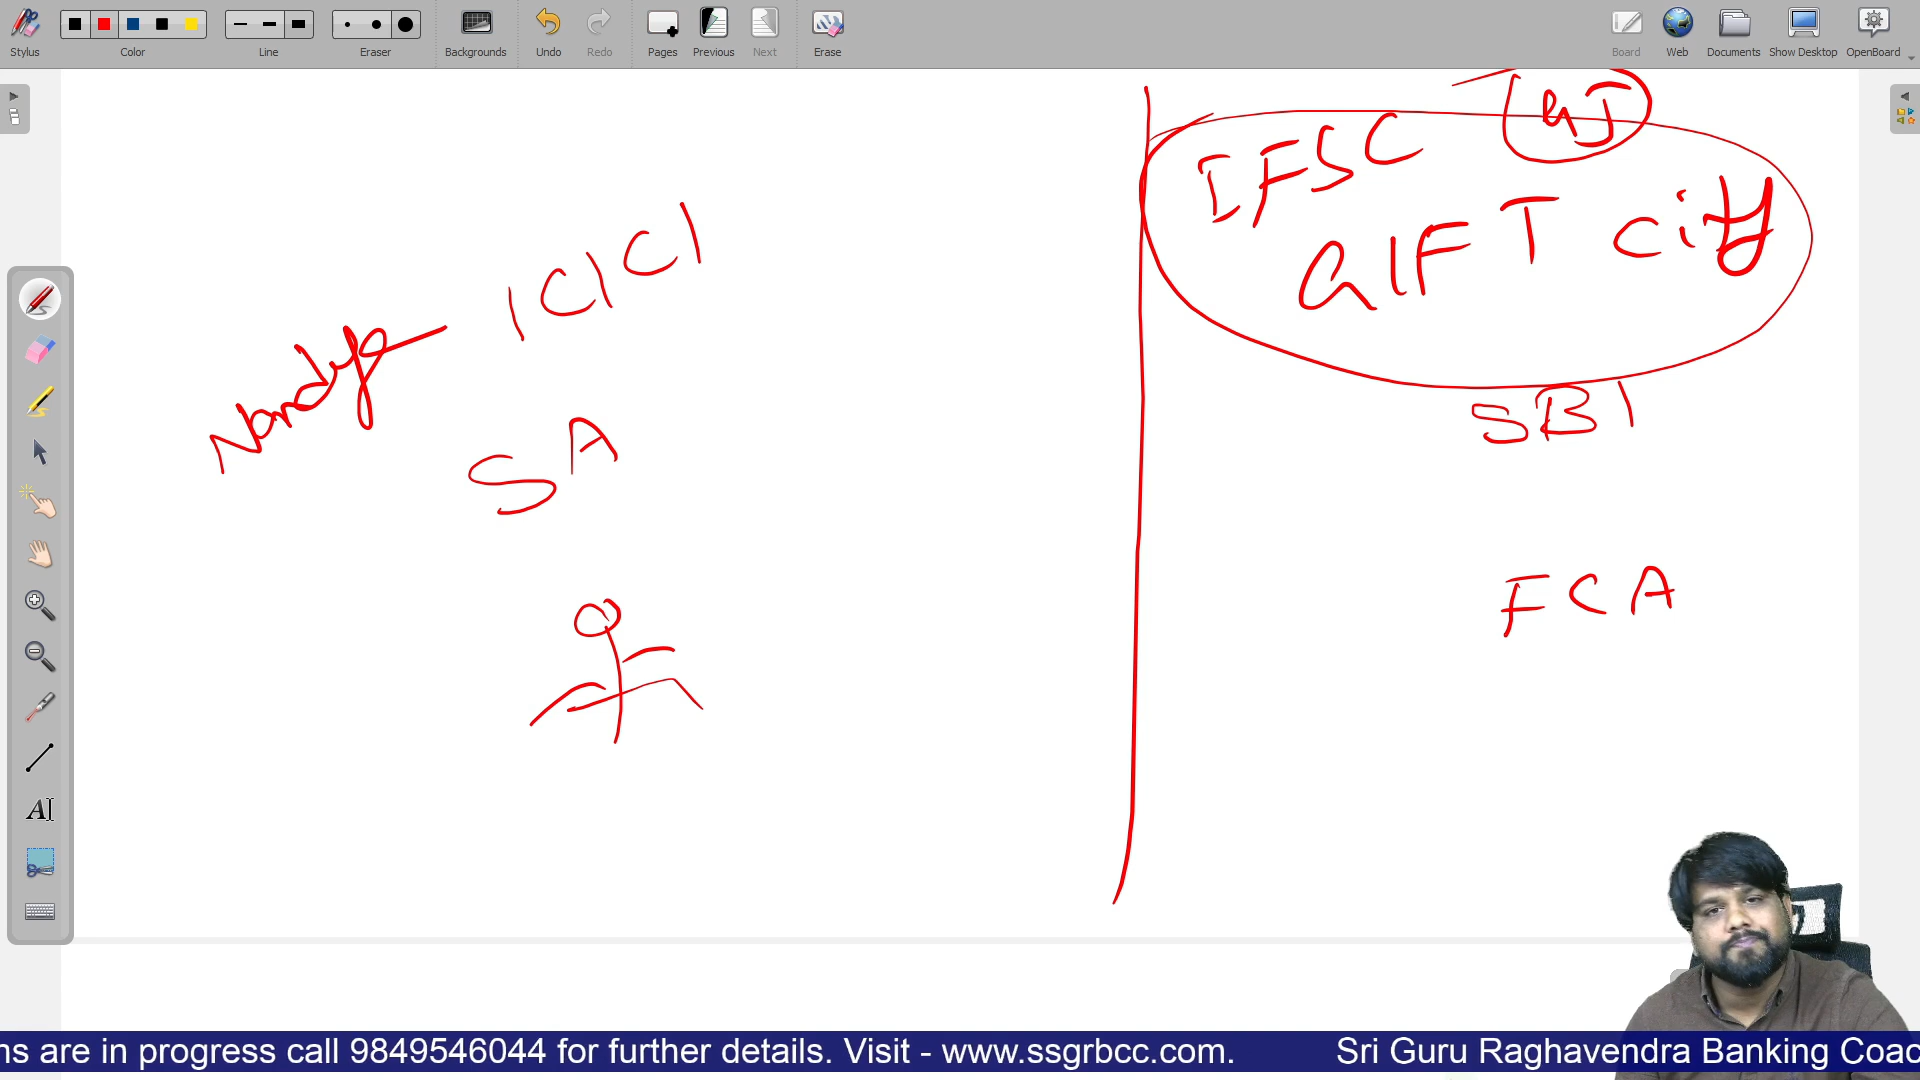 Stylus Color Line Eraser Backgrounds Undo Redo Pages Previous Next Erase Board Web Documents Show Desktop OpenBoard
GJ
IFSC
GIFT city
ICICI
SBI
SA
FCA
ns are in progress call 9849546044 for further details. Visit - www.ssgrbcc.com. Sri Guru Raghavendra Banking Coac